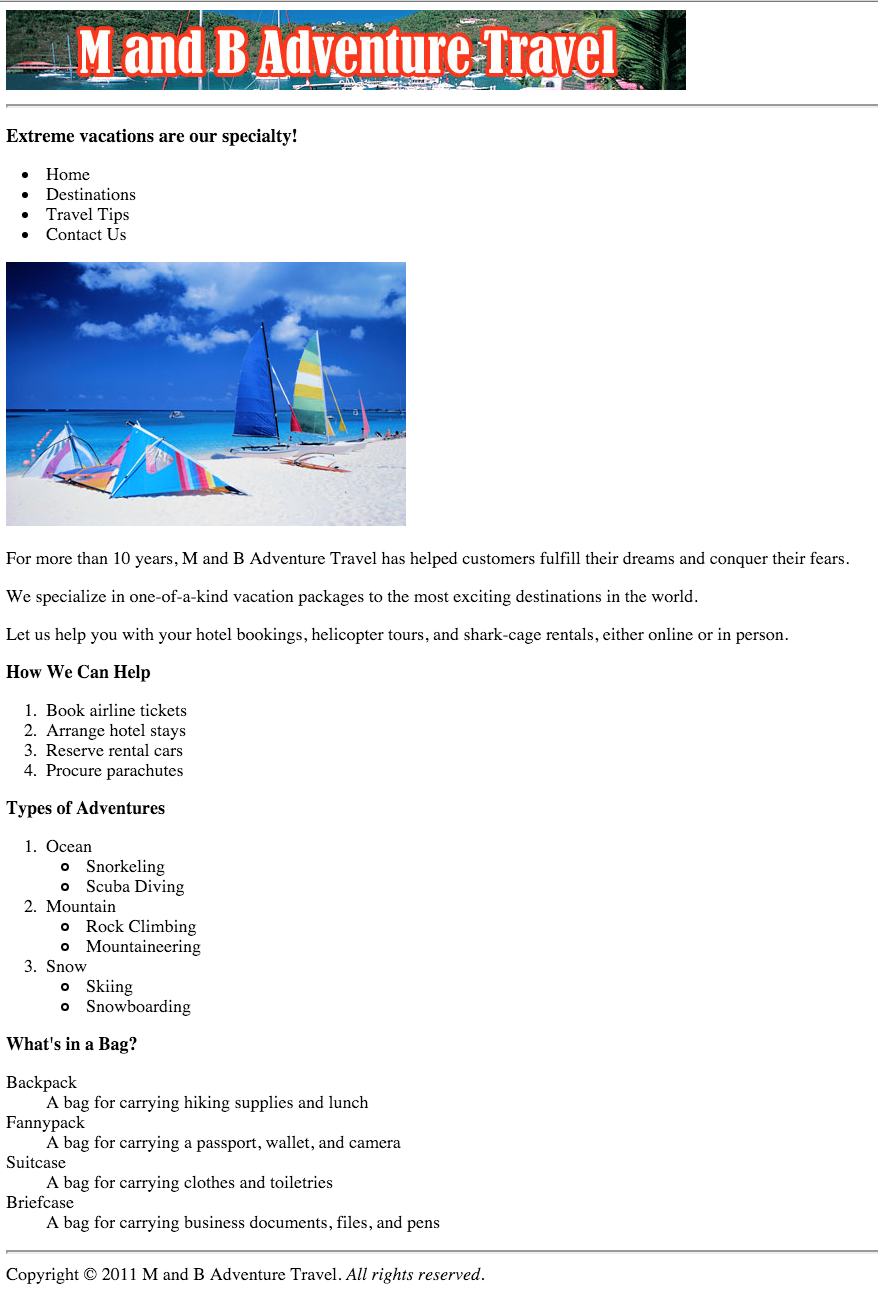 M and B Adventure Travel
Extreme vacations are our specialty!
Home
Destinations
Travel Tips
Contact Us
For more than 10 years, M and B Adventure Travel has helped customers fulfill their dreams and conquer their fears.
We specialize in one-of-a-kind vacation packages to the most exciting destinations in the world.
Let us help you with your hotel bookings, helicopter tours, and shark-cage rentals, either online or in person.
How We Can Help
1. Book airline tickets
2. Arrange hotel stays
3. Reserve rental cars
4. Procure parachutes
Types of Adventures
1. Ocean
Snorkeling
Scuba Diving
2. Mountain
Rock Climbing
Mountaineering
3. Snow
Skiing
Snowboarding
What's in a Bag?
Backpack
A bag for carrying hiking supplies and lunch
Fannypack
A bag for carrying a passport, wallet, and camera
Suitcase
A bag for carrying clothes and toiletries
Briefcase
A bag for carrying business documents, files, and pens
Copyright © 2011 M and B Adventure Travel. All rights reserved.